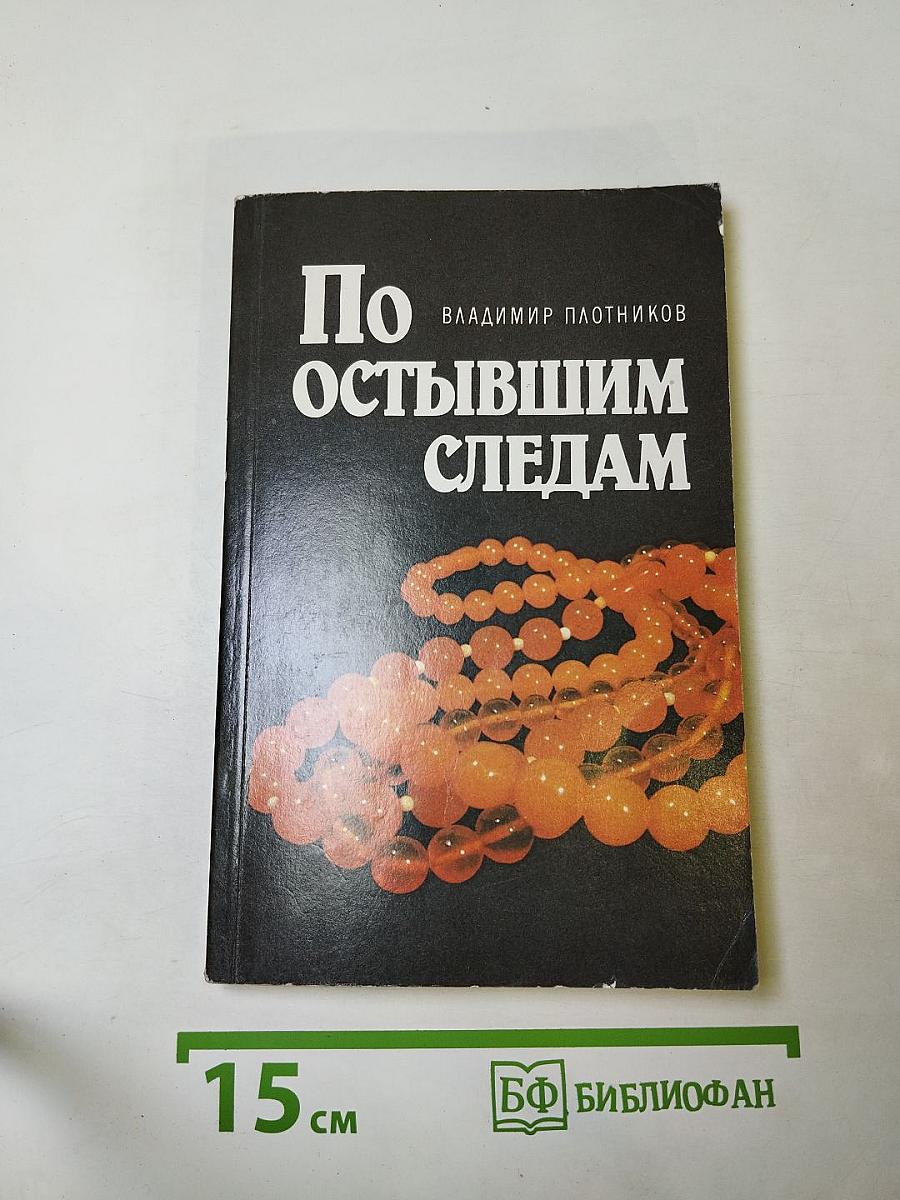 По
ВЛАДИМИР ПЛОТНИКОВ
ОСТЫВШИМ
СЛЕДАМ
15 см
БФ БИБЛИОФАН